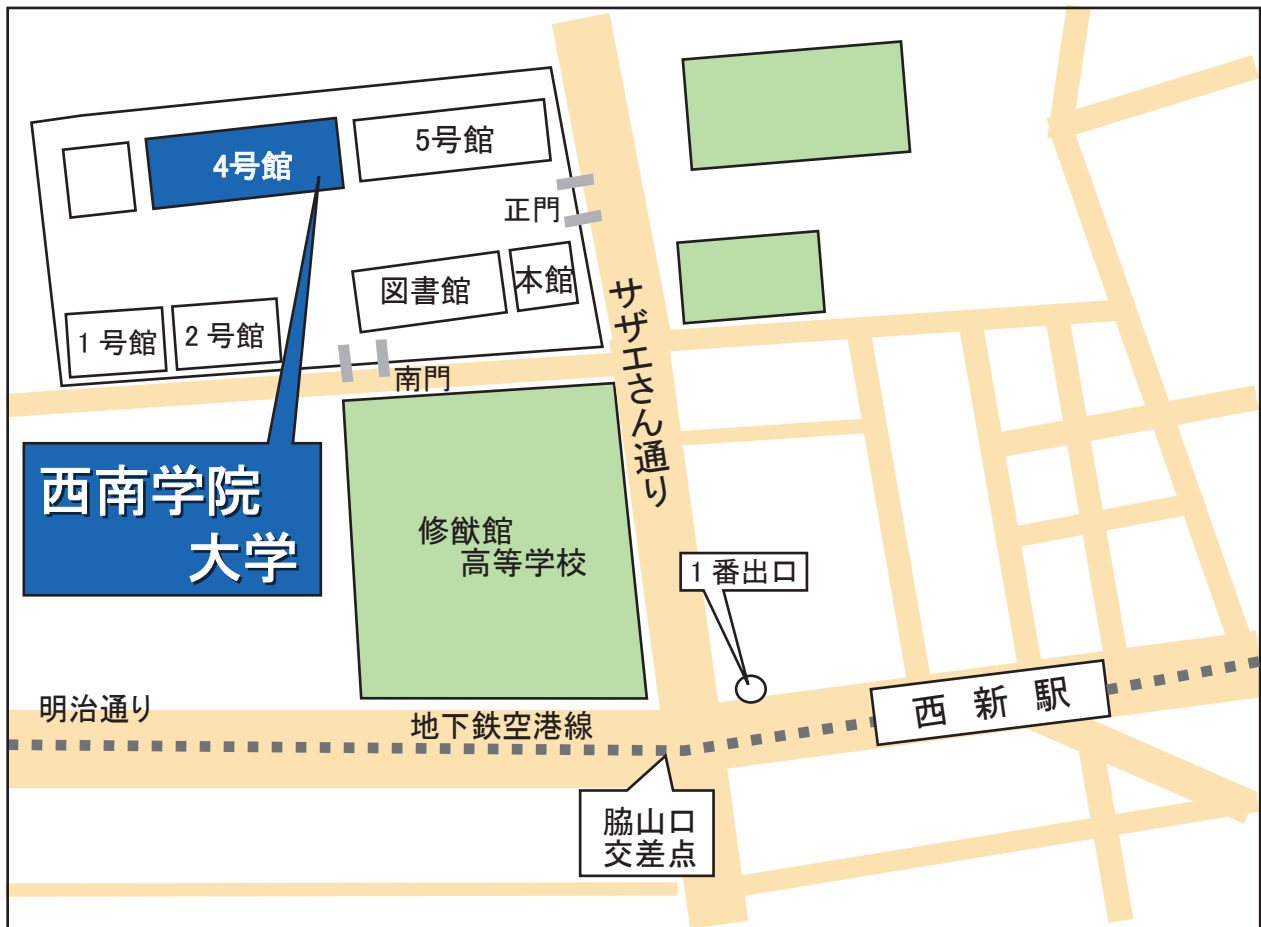 4号館
5号館
正門
図書館
本館
1号館
2号館
南門
サザエさん通り
西南学院
大学
修猷館
高等学校
1番出口
明治通り
地下鉄空港線
西新駅
脇山口
交差点